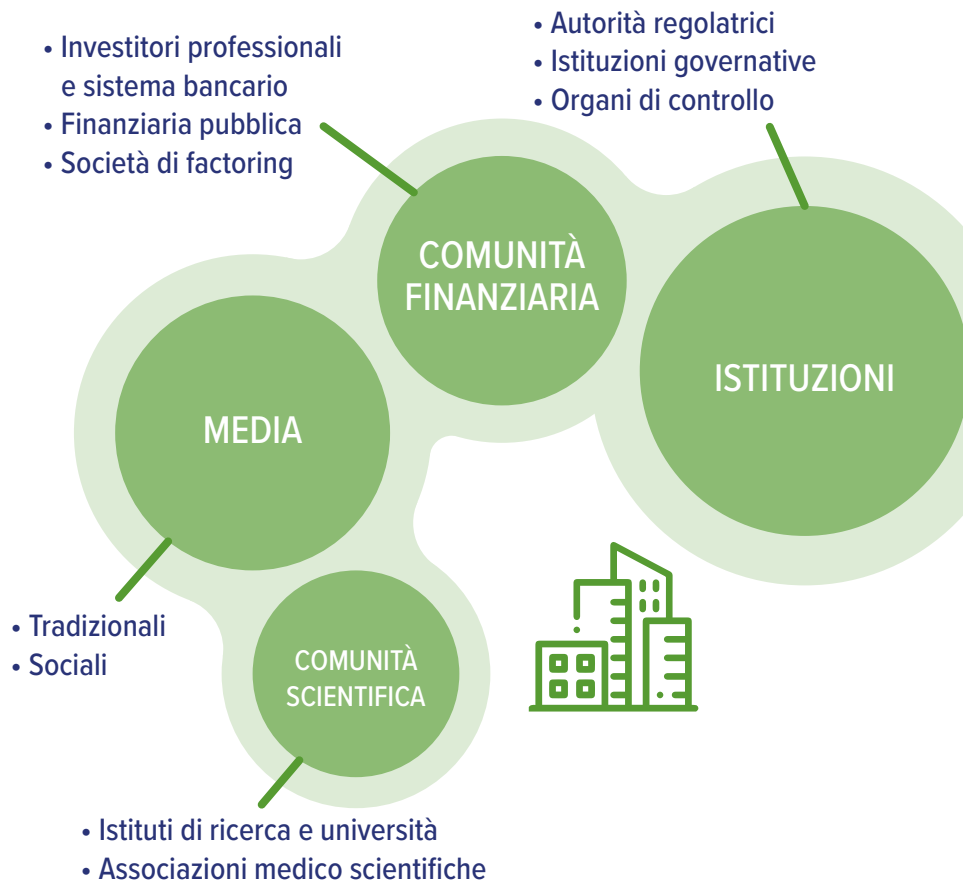 • Investitori professionali
e sistema bancario
• Finanziaria pubblica
• Società di factoring
• Autorità regolatrici
• Istituzioni governative
• Organi di controllo
COMUNITÀ
FINANZIARIA
ISTITUZIONI
MEDIA
• Tradizionali
• Sociali
COMUNITÀ
SCIENTIFICA
• Istituti di ricerca e università
• Associazioni medico scientifiche